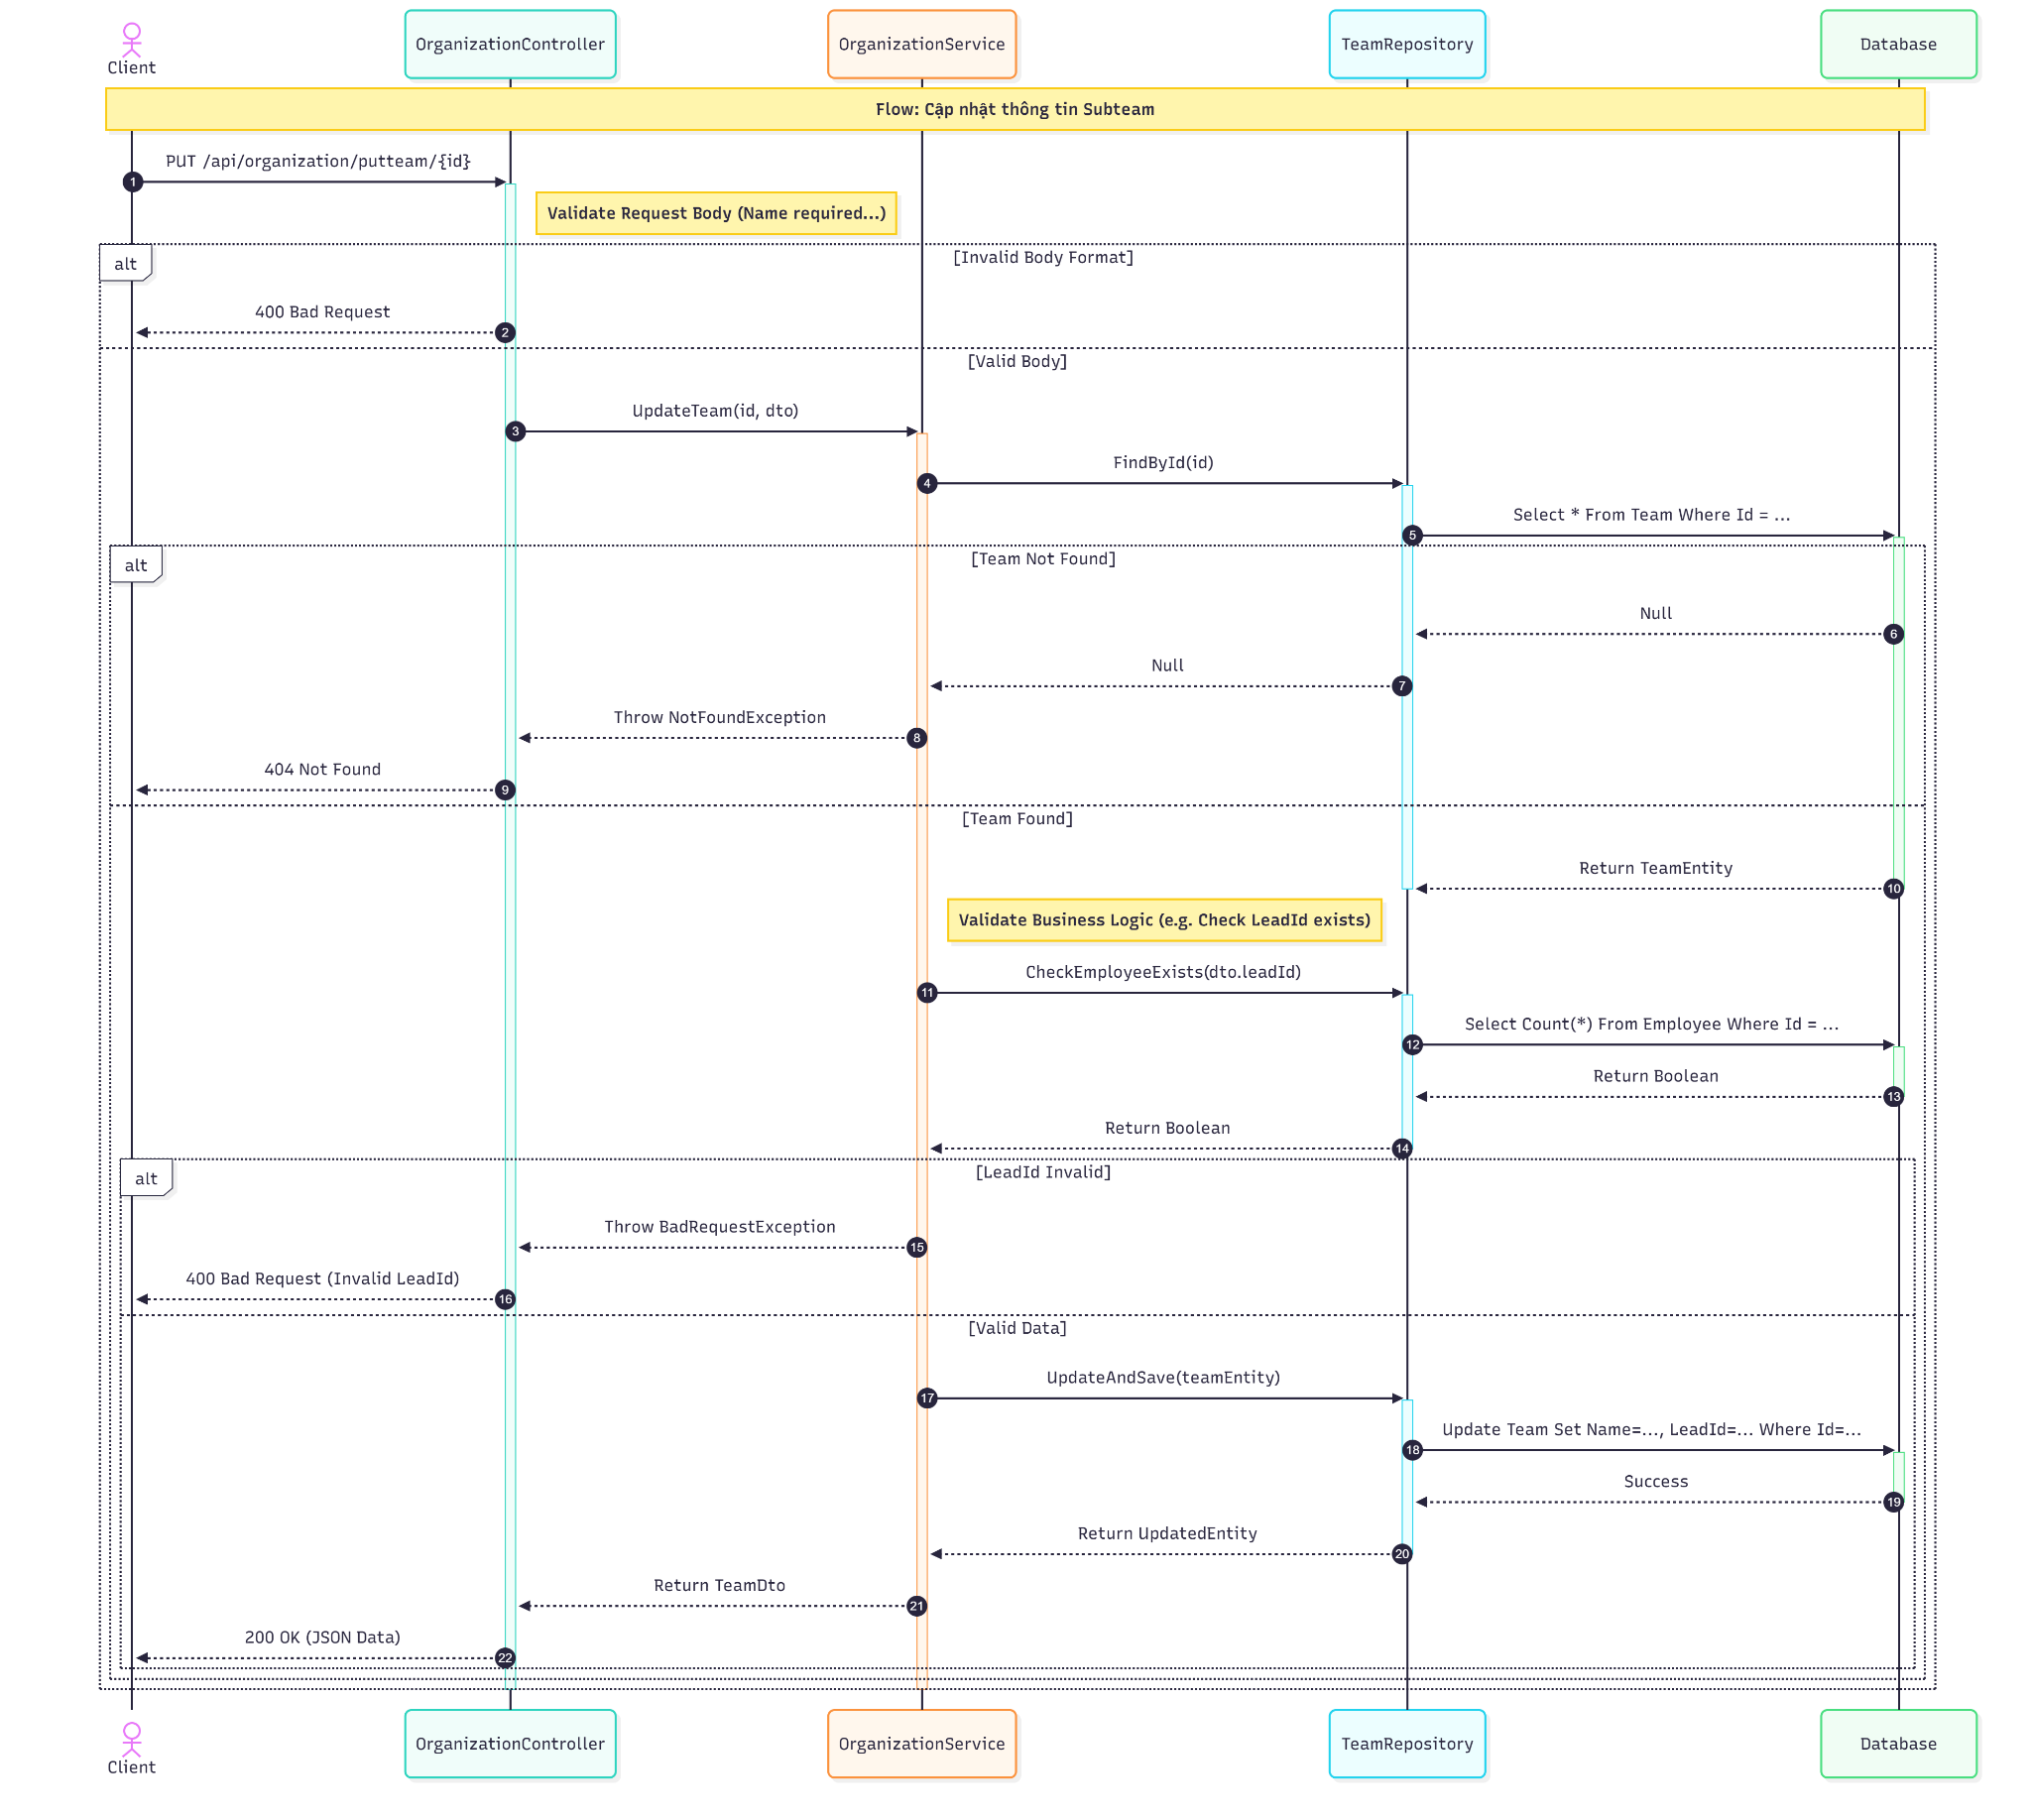 Client
OrganizationController
OrganizationService
TeamRepository
Database
Flow: Cập nhật thông tin Subteam
PUT /api/organization/putteam/{id}
1
Validate Request Body (Name required...)
alt
[Invalid Body Format]
400 Bad Request
2
[Valid Body]
UpdateTeam(id, dto)
3
FindById(id)
4
Select * From Team Where Id = ...
5
alt
[Team Not Found]
Null
6
Null
7
Throw NotFoundException
8
404 Not Found
9
[Team Found]
Return TeamEntity
10
Validate Business Logic (e.g. Check LeadId exists)
CheckEmployeeExists(dto.leadId)
11
Select Count(*) From Employee Where Id = ...
12
Return Boolean
13
Return Boolean
14
alt
[LeadId Invalid]
Throw BadRequestException
15
400 Bad Request (Invalid LeadId)
16
[Valid Data]
UpdateAndSave(teamEntity)
17
Update Team Set Name=..., LeadId=... Where Id=...
18
Success
19
Return UpdatedEntity
20
Return TeamDto
21
200 OK (JSON Data)
22
Client
OrganizationController
OrganizationService
TeamRepository
Database